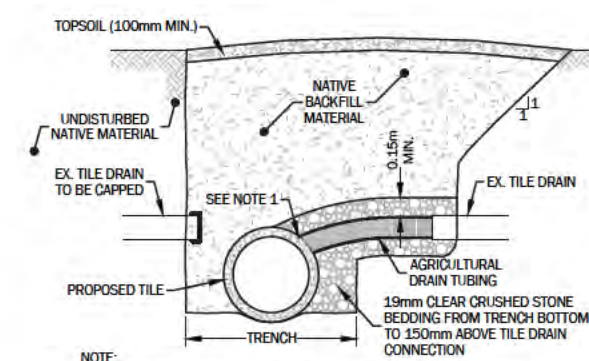 TOPSOIL (100mm MIN.)
NATIVE
BACKFILL
MATERIAL
UNDISTURBED
NATIVE MATERIAL
1
1
0.15m
MIN.
EX. TILE DRAIN
TO BE CAPPED
SEE NOTE 1
EX. TILE DRAIN
AGRICULTURAL
DRAIN TUBING
PROPOSED TILE
19mm CLEAR CRUSHED STONE
BEDDING FROM TRENCH BOTTOM
TO 150mm ABOVE TILE DRAIN
CONNECTION
TRENCH
NOTE: